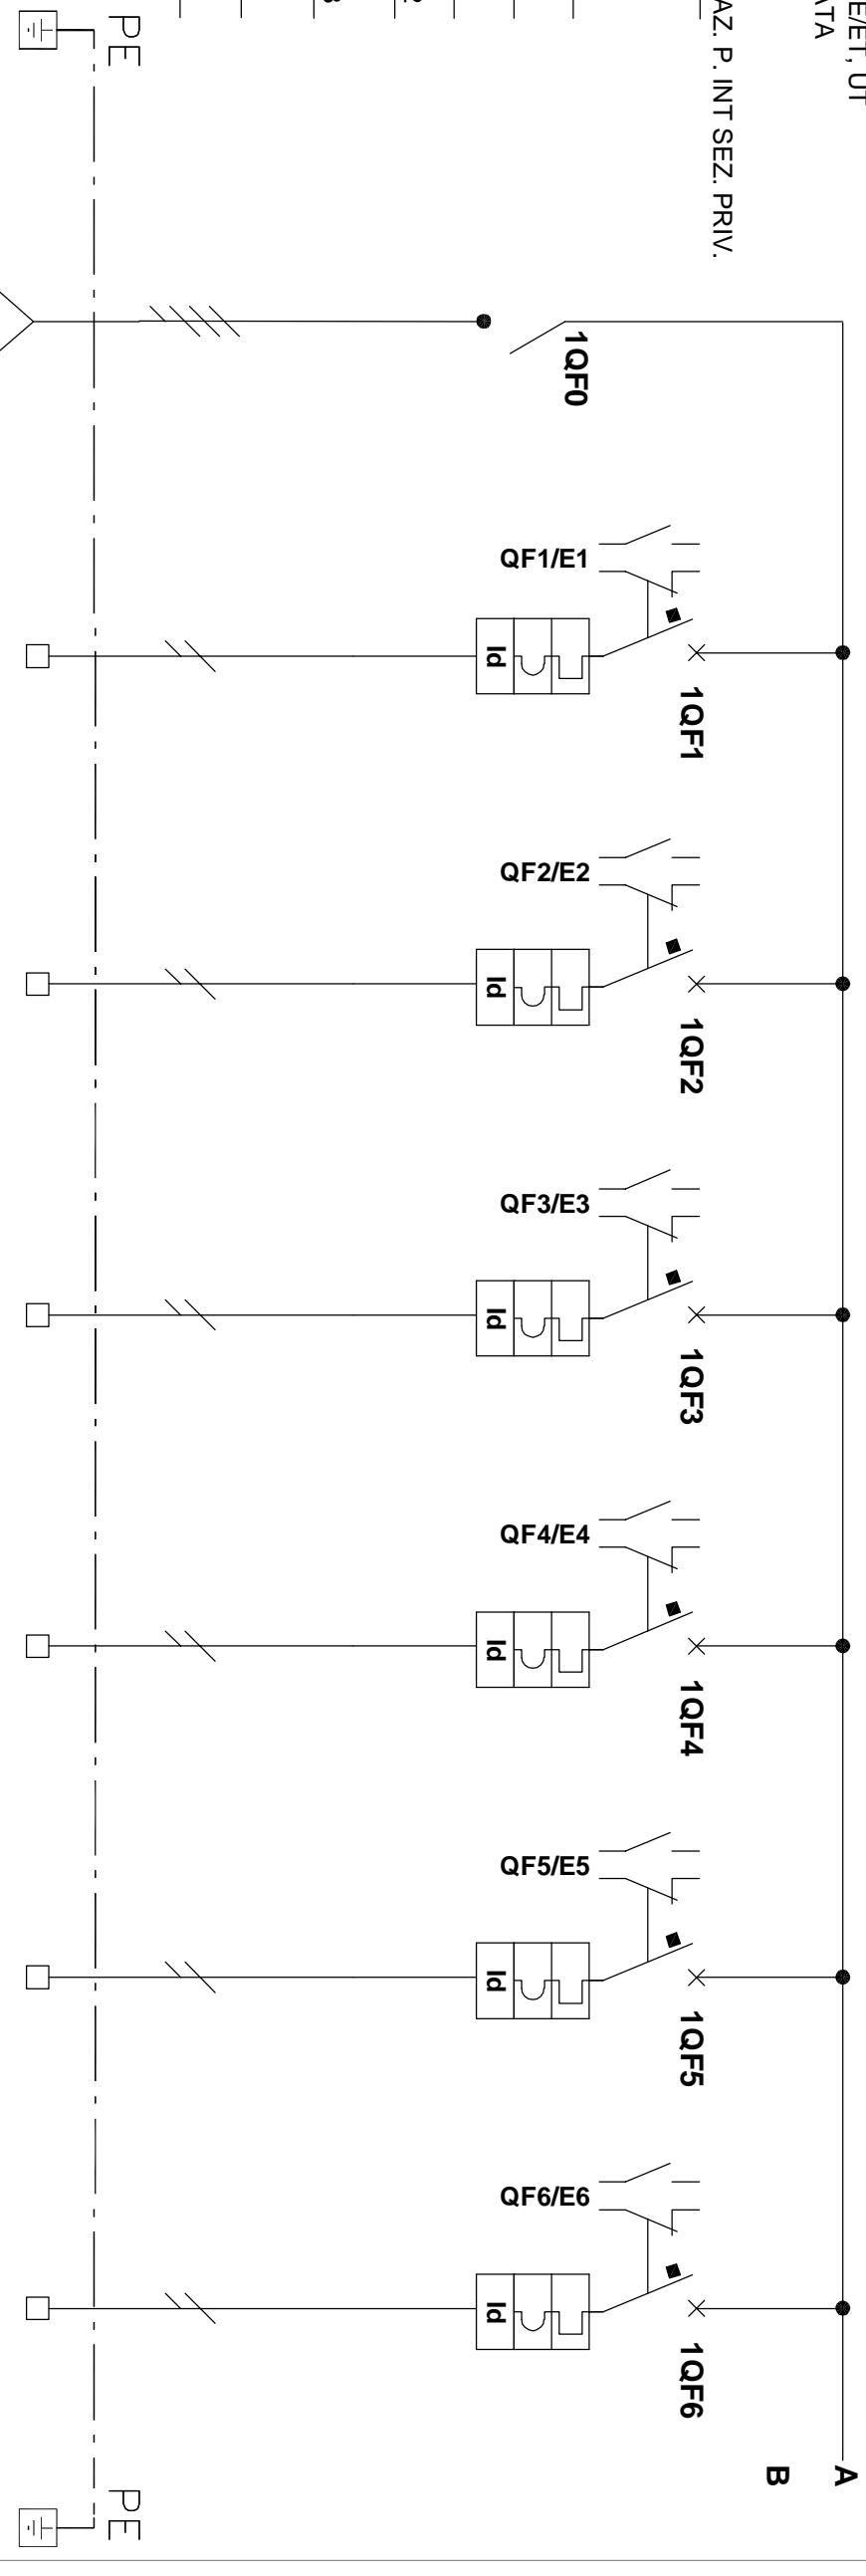 E/ET, UT
ATA
AZ. P. INT SEZ. PRIV.
PE
1QF0
QF1/E1
1QF1
Id
QF2/E2
1QF2
Id
QF3/E3
1QF3
Id
QF4/E4
1QF4
Id
QF5/E5
1QF5
Id
QF6/E6
1QF6
Id
A
B
PE